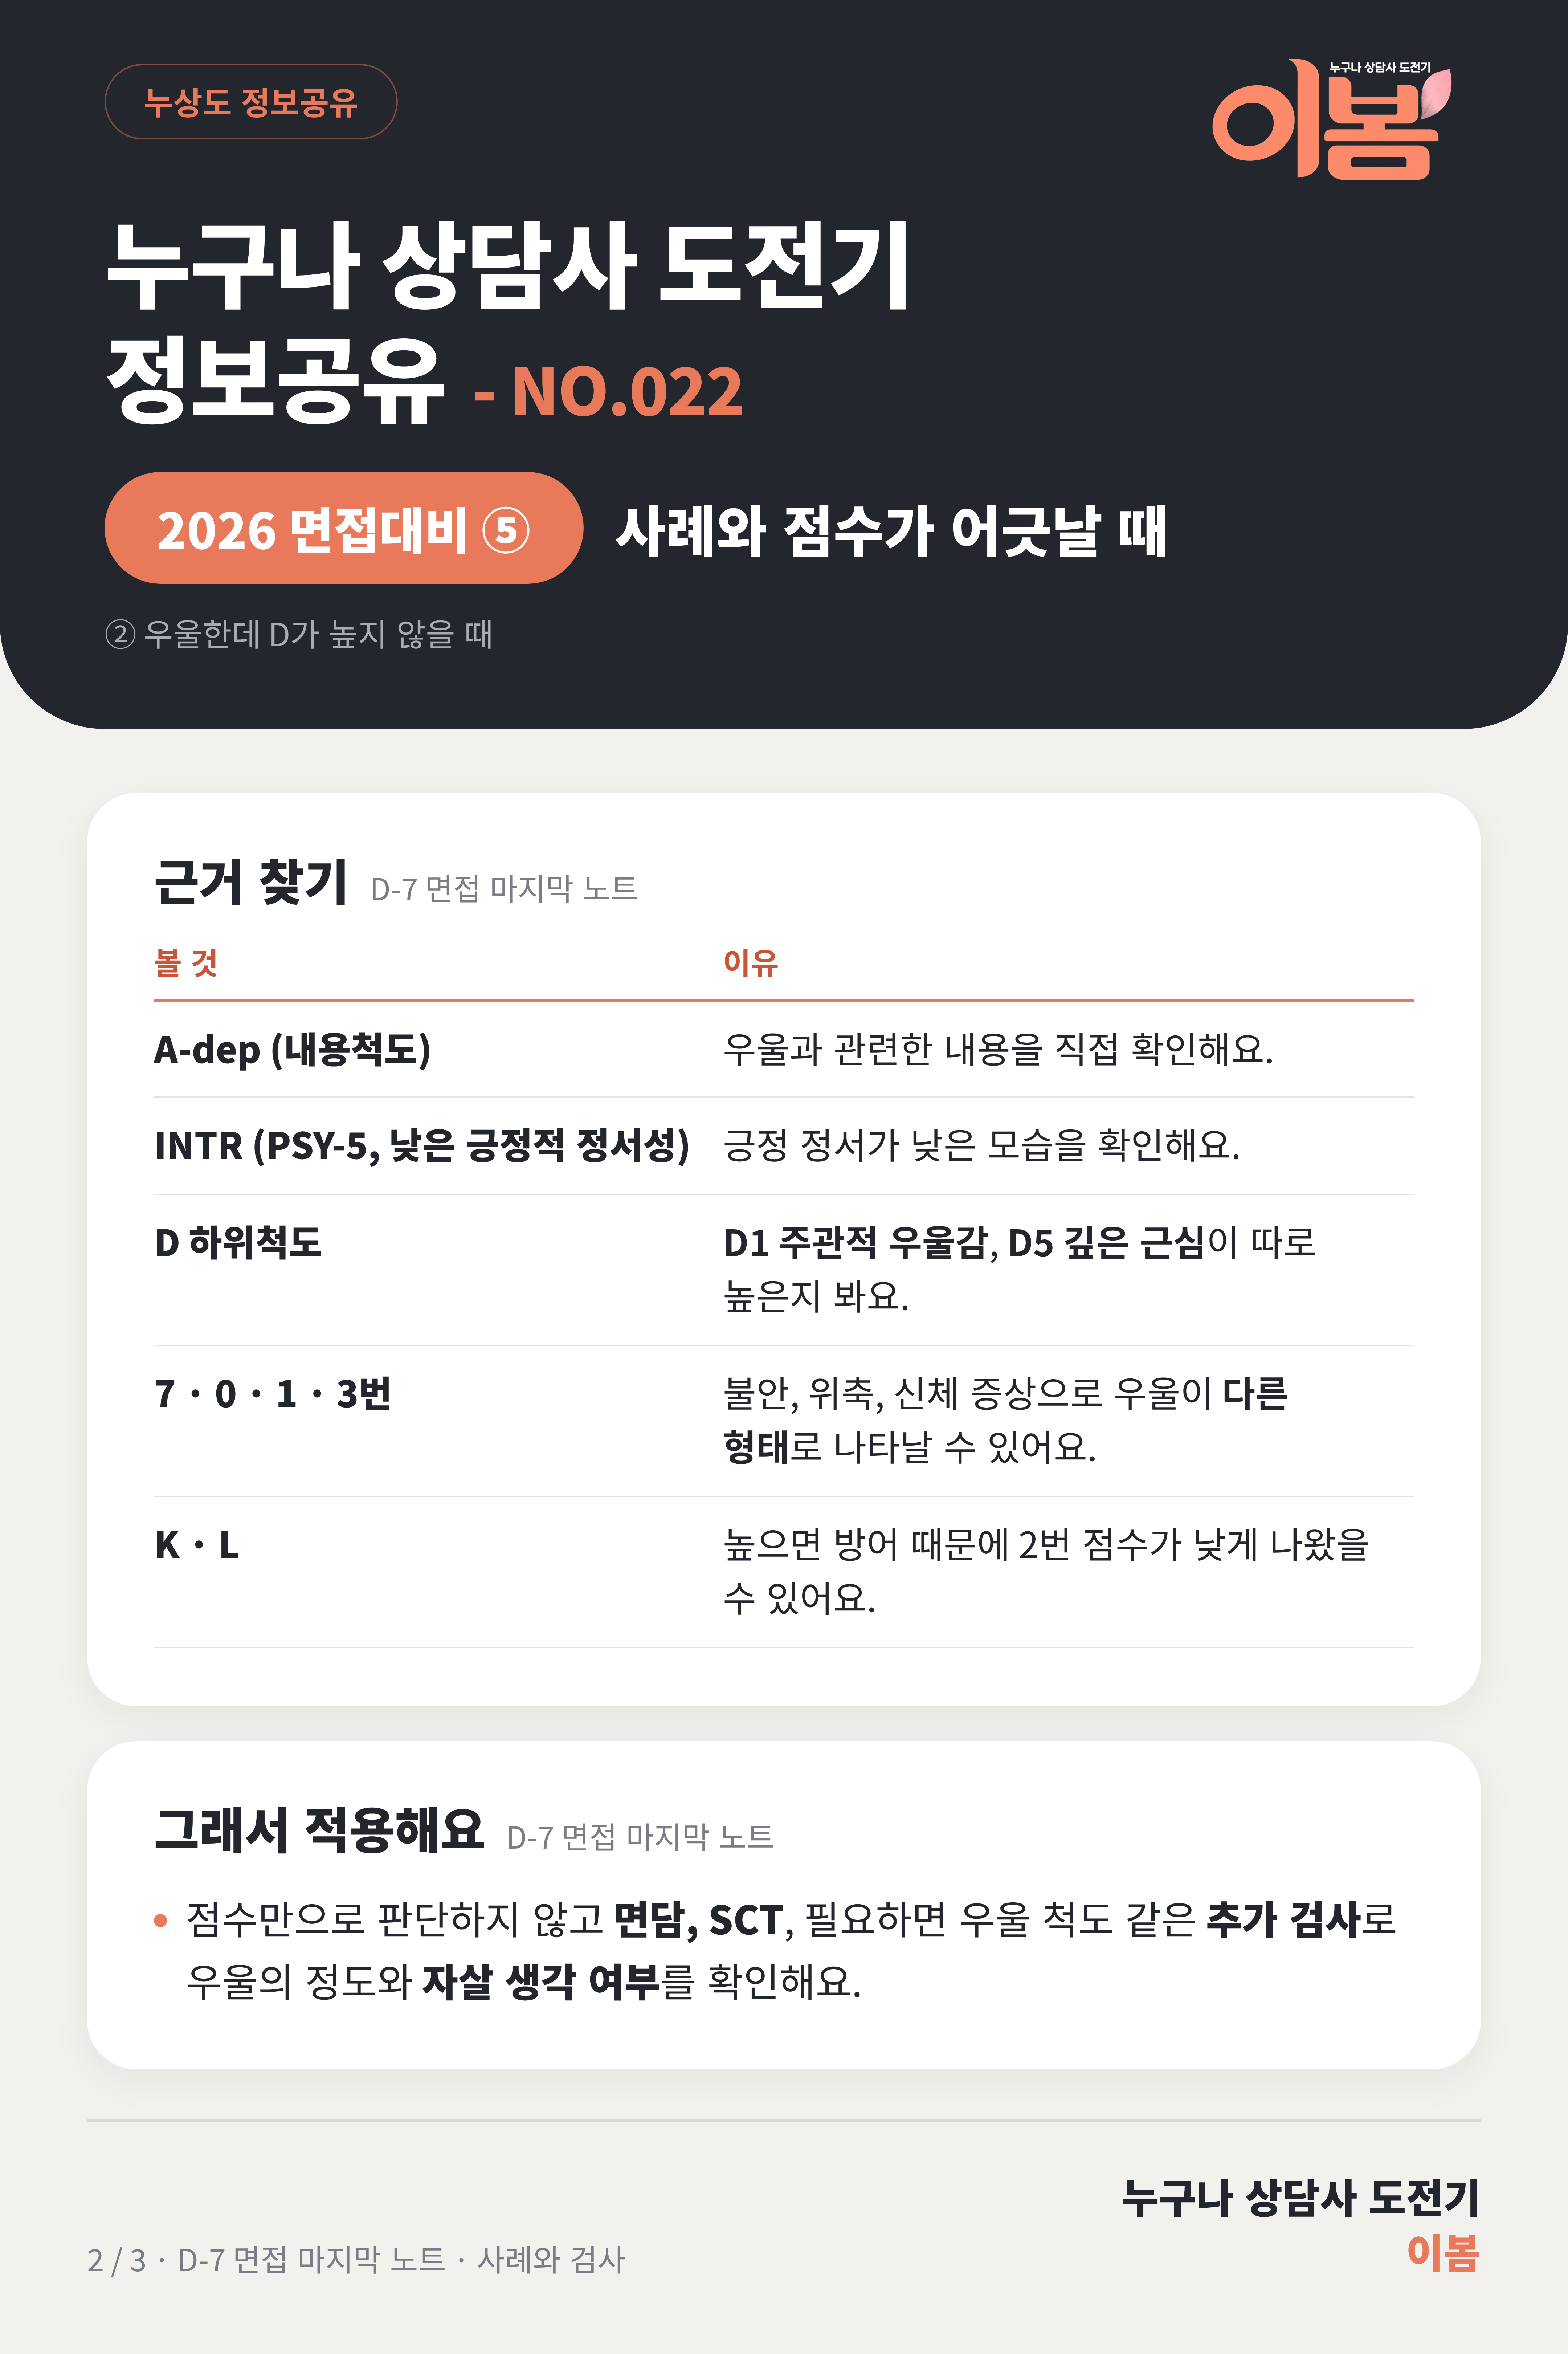 누상도 정보공유
누구나 상담사 도전기
이봄
누구나 상담사 도전기
정보공유 - NO.022
2026 면접대비 ⑤ 사례와 점수가 어긋날 때
② 우울한데 D가 높지 않을 때
근거 찾기 D-7 면접 마지막 노트
볼 것 이유
A-dep (내용척도) 우울과 관련한 내용을 직접 확인해요.
INTR (PSY-5, 낮은 긍정적 정서성) 긍정 정서가 낮은 모습을 확인해요.
D 하위척도 D1 주관적 우울감, D5 깊은 근심이 따로
높은지 봐요.
7 · 0 · 1 · 3번 불안, 위축, 신체 증상으로 우울이 다른
형태로 나타날 수 있어요.
K · L 높으면 방어 때문에 2번 점수가 낮게 나왔을
수 있어요.
그래서 적용해요 D-7 면접 마지막 노트
• 점수만으로 판단하지 않고 면담, SCT, 필요하면 우울 척도 같은 추가 검사로
우울의 정도와 자살 생각 여부를 확인해요.
누구나 상담사 도전기
2 / 3 · D-7 면접 마지막 노트 · 사례와 검사 이봄